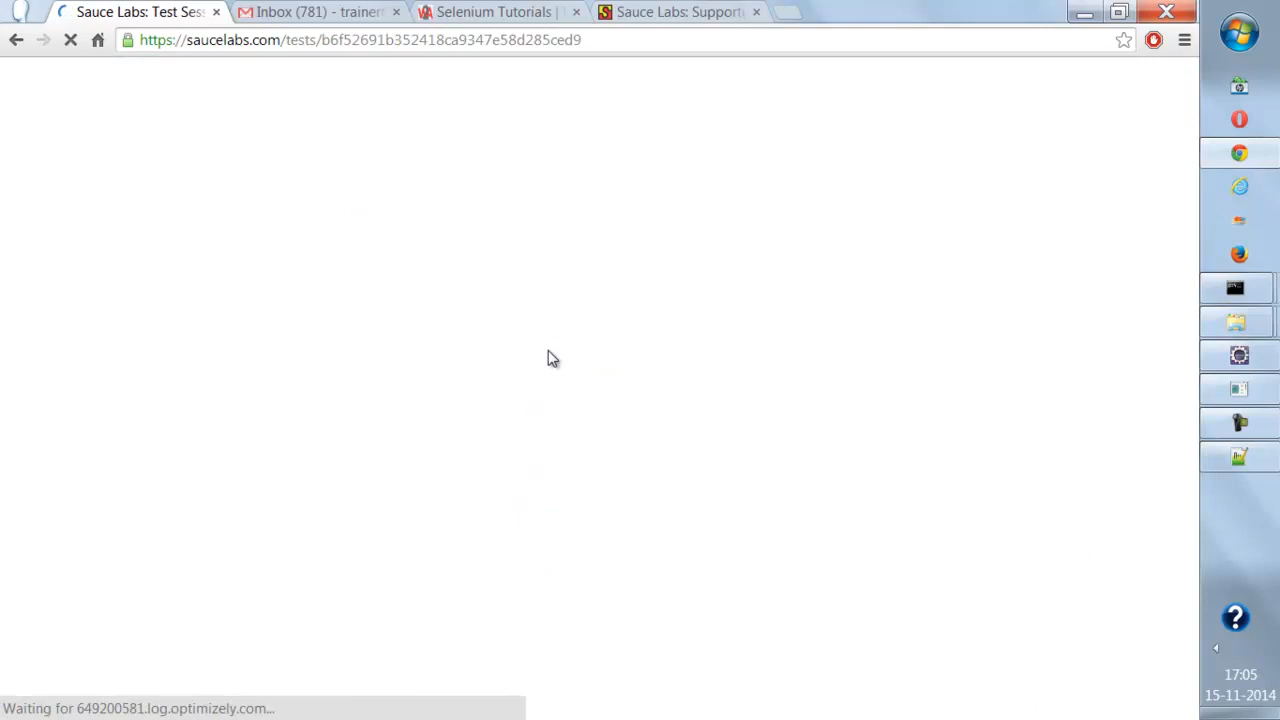 Sauce Labs: Test Sess
Inbox (781) - trainer
Selenium Tutorials | T
Sauce Labs: Support
https://saucelabs.com/tests/b6f52691b352418ca9347e58d285ced9
Waiting for 649200581.log.optimizely.com...
17:05
15-11-2014